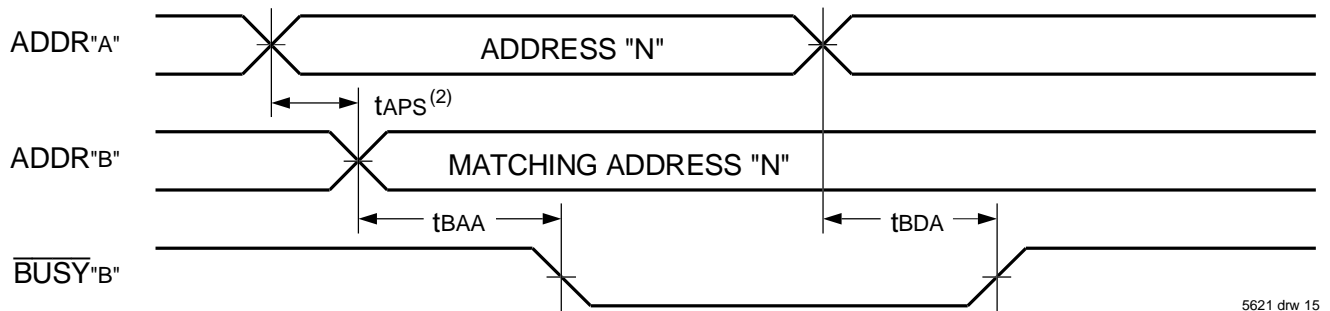 ADDR"A"
ADDRESS "N"
tAPS(2)
ADDR"B"
MATCHING ADDRESS "N"
tBAA
tBDA
BUSY"B"
5621 drw 15